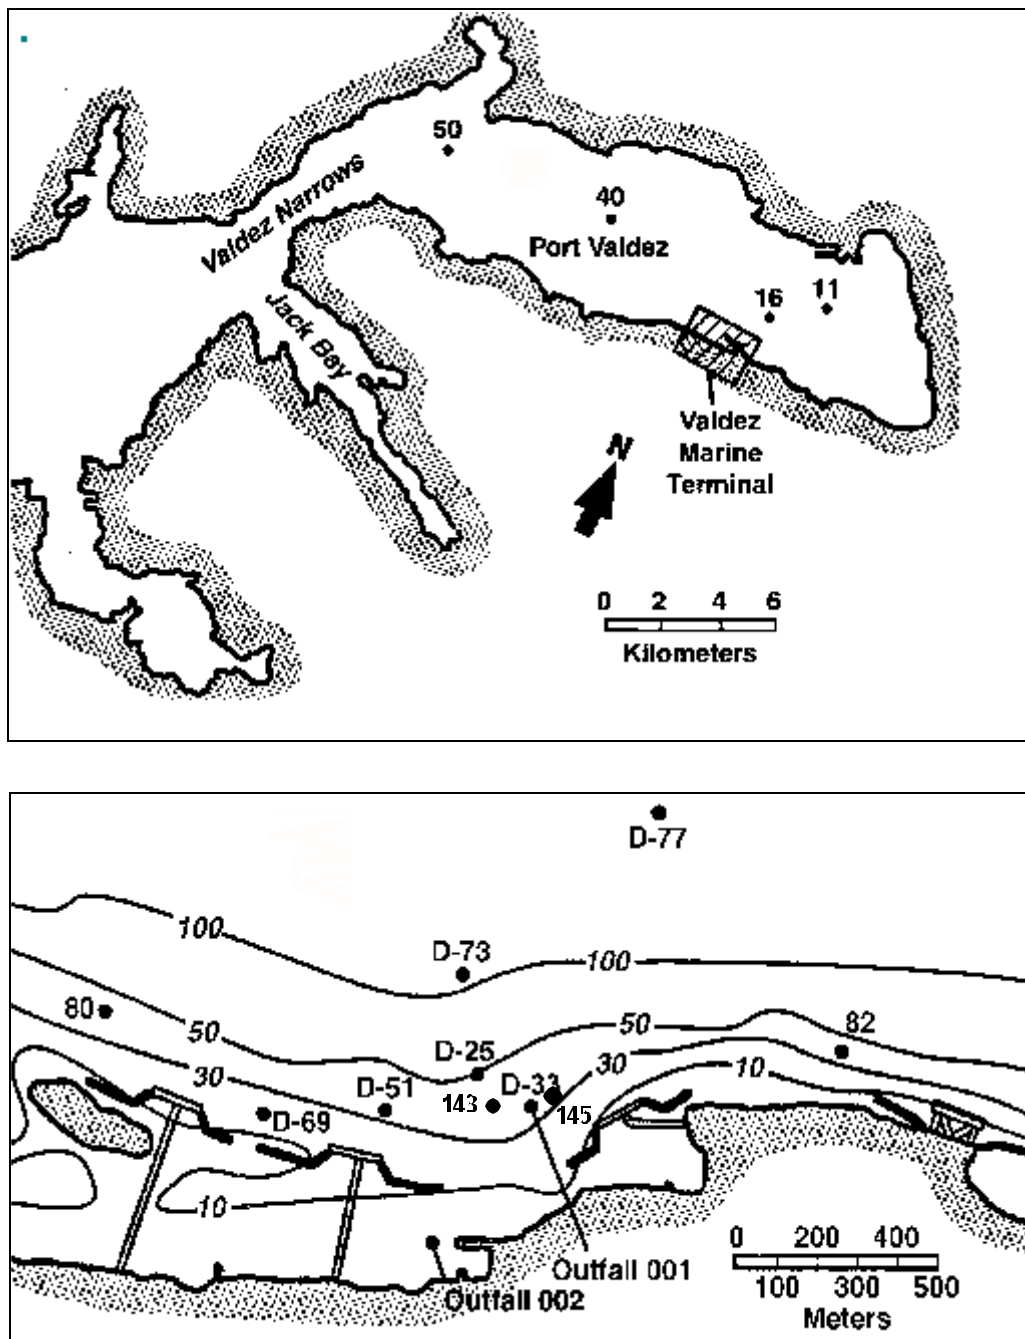 50
Valdez Narrows
40
Port Valdez
Jack Bay
16
11
Valdez
Marine
Terminal
N
0 2 4 6
Kilometers
D-77
100
D-73
100
80
50
D-25
50
82
30
D-51
D-33
30
10
143
145
D-69
10
Outfall 001
Outfall 002
0 200 400
100 300 500
Meters